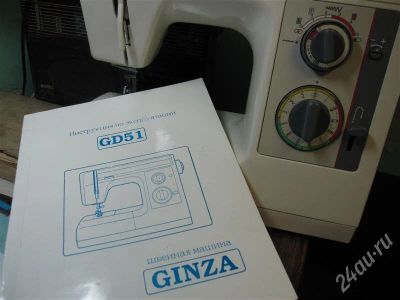 Инструкция по эксплуатации
GD51
швейная машина
GINZA
24au.ru